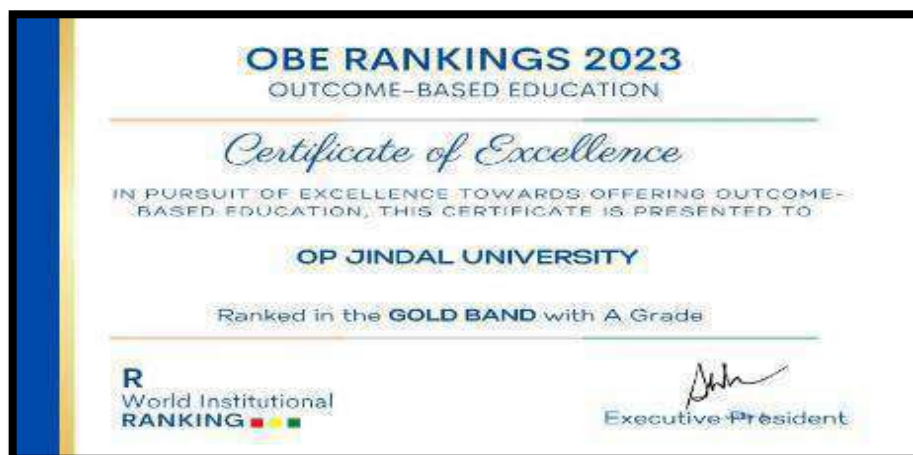 OBE RANKINGS 2023
OUTCOME-BASED EDUCATION
Certificate of Excellence
IN PURSUIT OF EXCELLENCE TOWARDS OFFERING OUTCOME-
BASED EDUCATION, THIS CERTIFICATE IS PRESENTED TO
OP JINDAL UNIVERSITY
Ranked in the GOLD BAND with A Grade
R
World Institutional
RANKING
Executive President